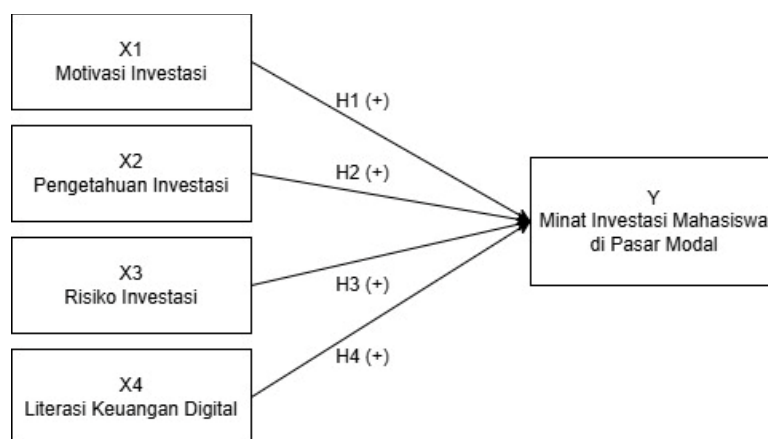 X1
Motivasi Investasi
H1 (+)
X2
Pengetahuan Investasi
H2 (+)
Y
Minat Investasi Mahasiswa
di Pasar Modal
X3
Risiko Investasi
H3 (+)
X4
Literasi Keuangan Digital
H4 (+)